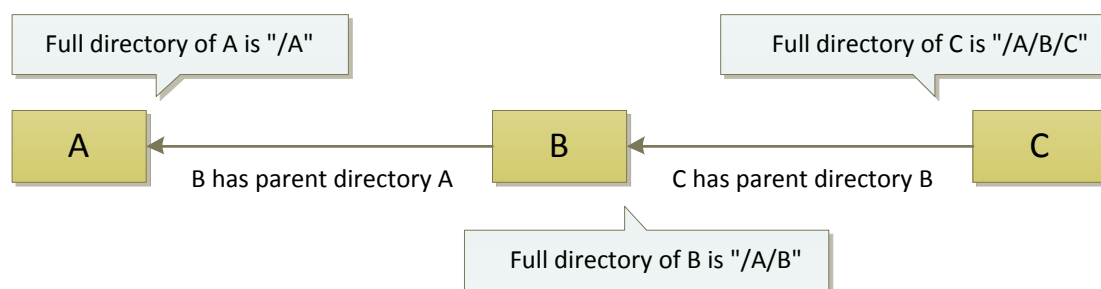 Full directory of A is "/A"
Full directory of C is "/A/B/C"
A
B
C
B has parent directory A
C has parent directory B
Full directory of B is "/A/B"